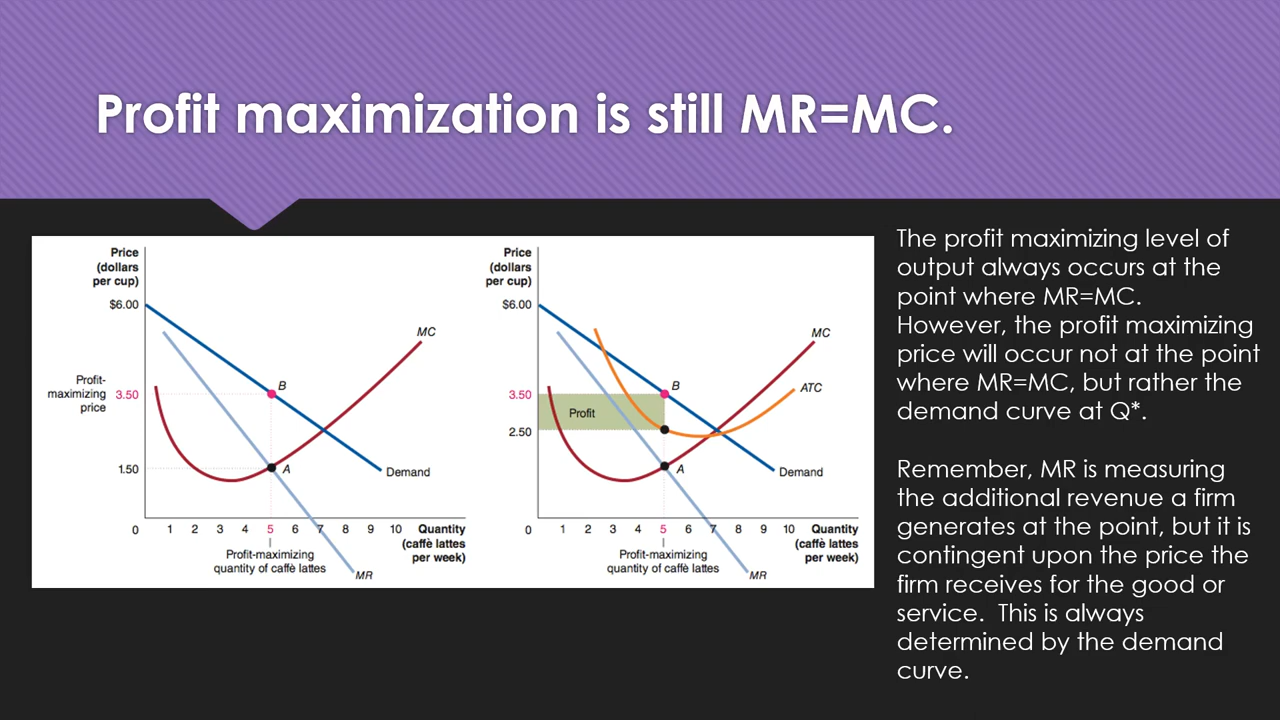 Profit maximization is still MR=MC.
Price
(dollars
per cup)
$6.00
Profit-
maximizing
price
3.50
1.50
0 1 2 3 4 5 6 7 8 9 10 Quantity
(caffè lattes
per week)
Profit-maximizing
quantity of caffè lattes
MC
B
A
Demand
MR
Price
(dollars
per cup)
$6.00
3.50
2.50
Profit
0 1 2 3 4 5 6 7 8 9 10 Quantity
(caffè lattes
per week)
Profit-maximizing
quantity of caffè lattes
MC
ATC
B
A
Demand
MR
The profit maximizing level of
output always occurs at the
point where MR=MC.
However, the profit maximizing
price will occur not at the point
where MR=MC, but rather the
demand curve at Q*.
Remember, MR is measuring
the additional revenue a firm
generates at the point, but it is
contingent upon the price the
firm receives for the good or
service.  This is always
determined by the demand
curve.